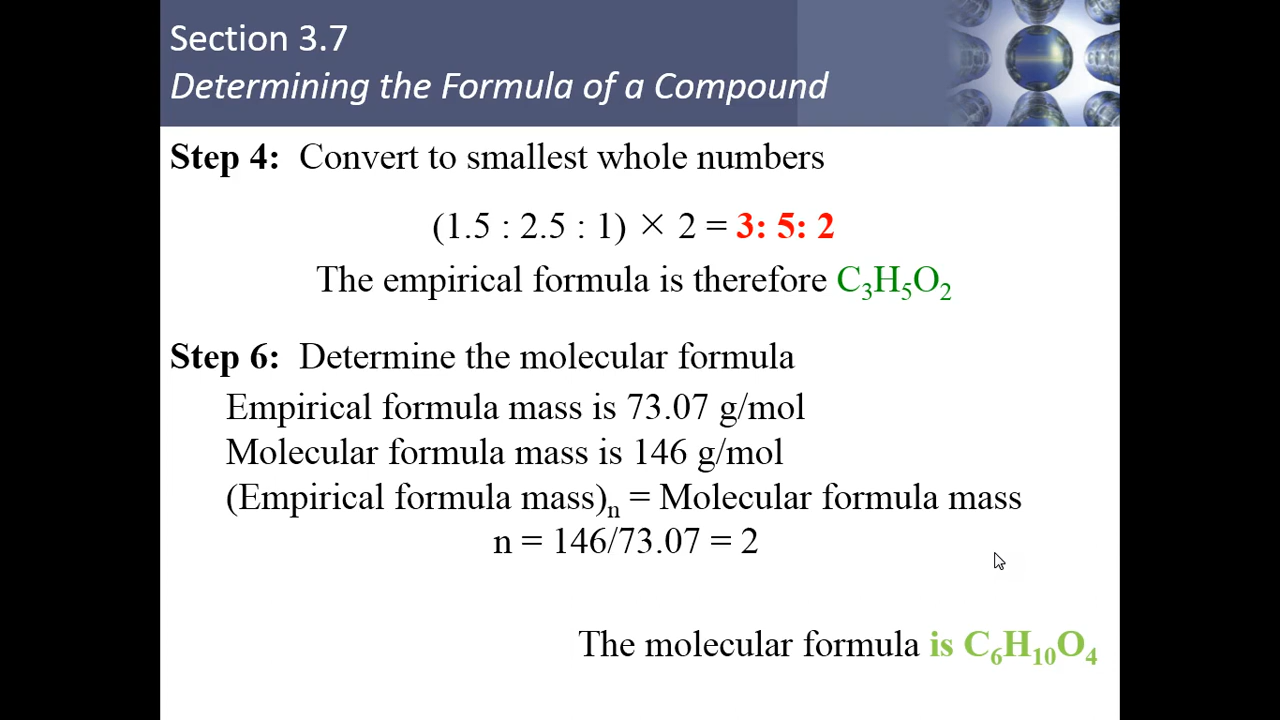 Section 3.7
Determining the Formula of a Compound
Step 4: Convert to smallest whole numbers
(1.5 : 2.5 : 1) × 2 = 3: 5: 2
The empirical formula is therefore C₃H₅O₂
Step 6: Determine the molecular formula
Empirical formula mass is 73.07 g/mol
Molecular formula mass is 146 g/mol
(Empirical formula mass)ₙ = Molecular formula mass
n = 146/73.07 = 2
The molecular formula is C₆H₁₀O₄